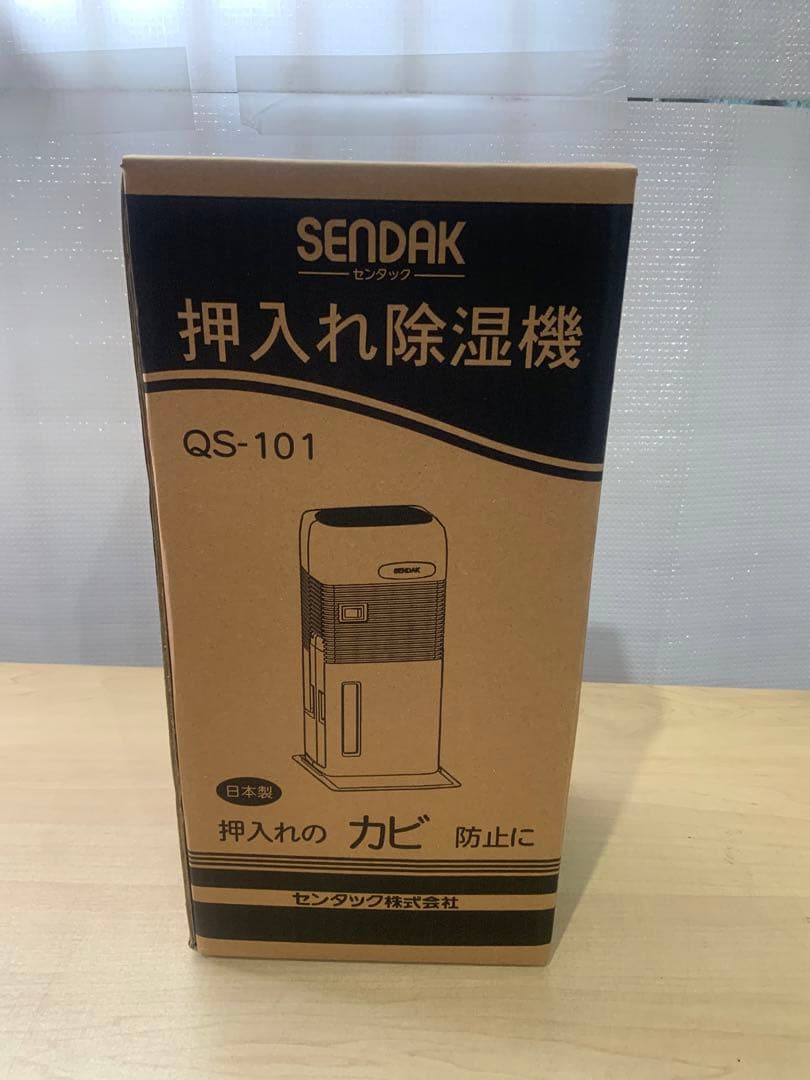 SENDAK
センタック
押入れ除湿機
QS-101
SENDAK
日本製
押入れの カビ 防止に
センタック株式会社